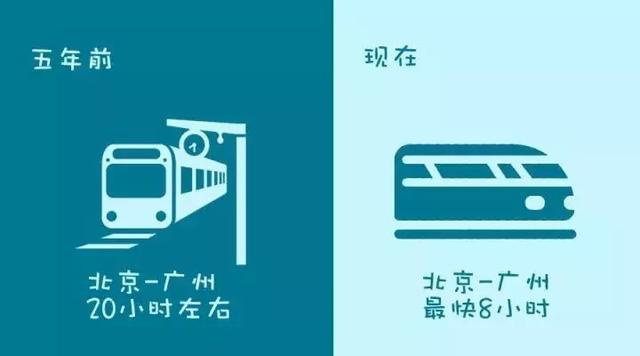 五年前
北京-广州
20小时左右
现在
北京-广州
最快8小时